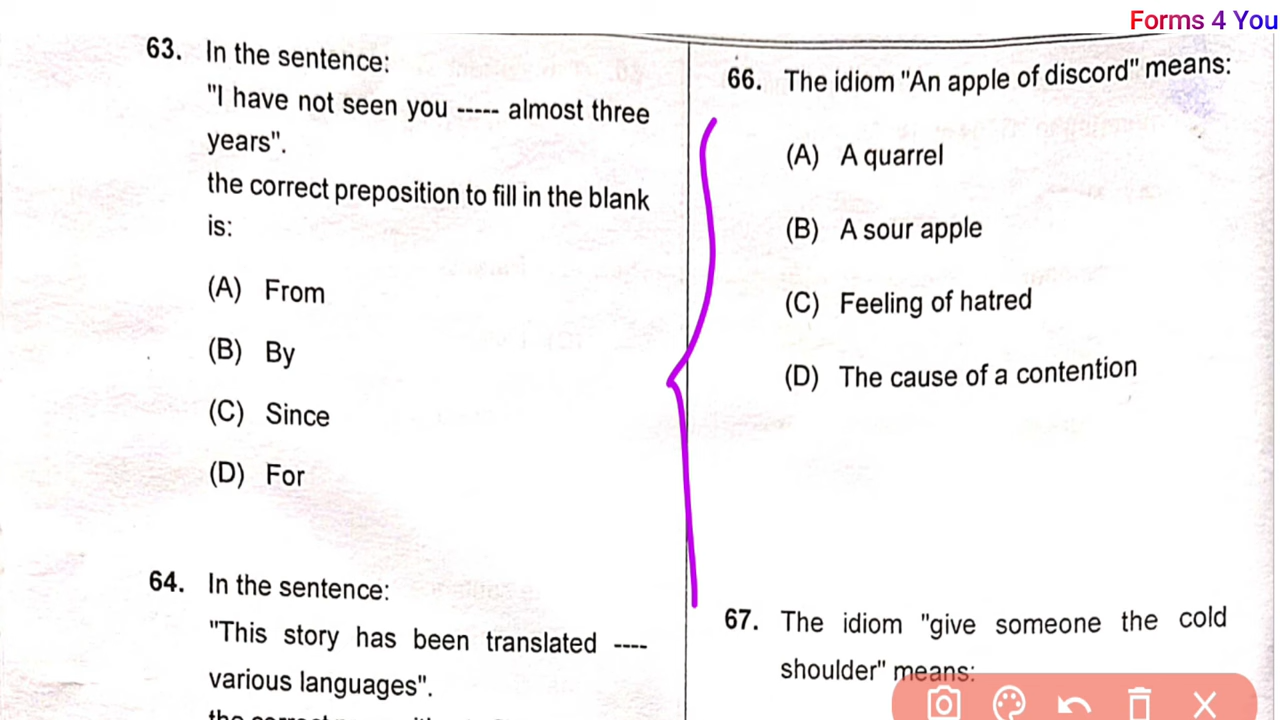 Forms 4 You
63. In the sentence:
"I have not seen you ----- almost three
years".
the correct preposition to fill in the blank
is:
(A) From
(B) By
(C) Since
(D) For
64. In the sentence:
"This story has been translated ----
various languages".
66. The idiom "An apple of discord" means:
(A) A quarrel
(B) A sour apple
(C) Feeling of hatred
(D) The cause of a contention
67. The idiom "give someone the cold
shoulder" means: